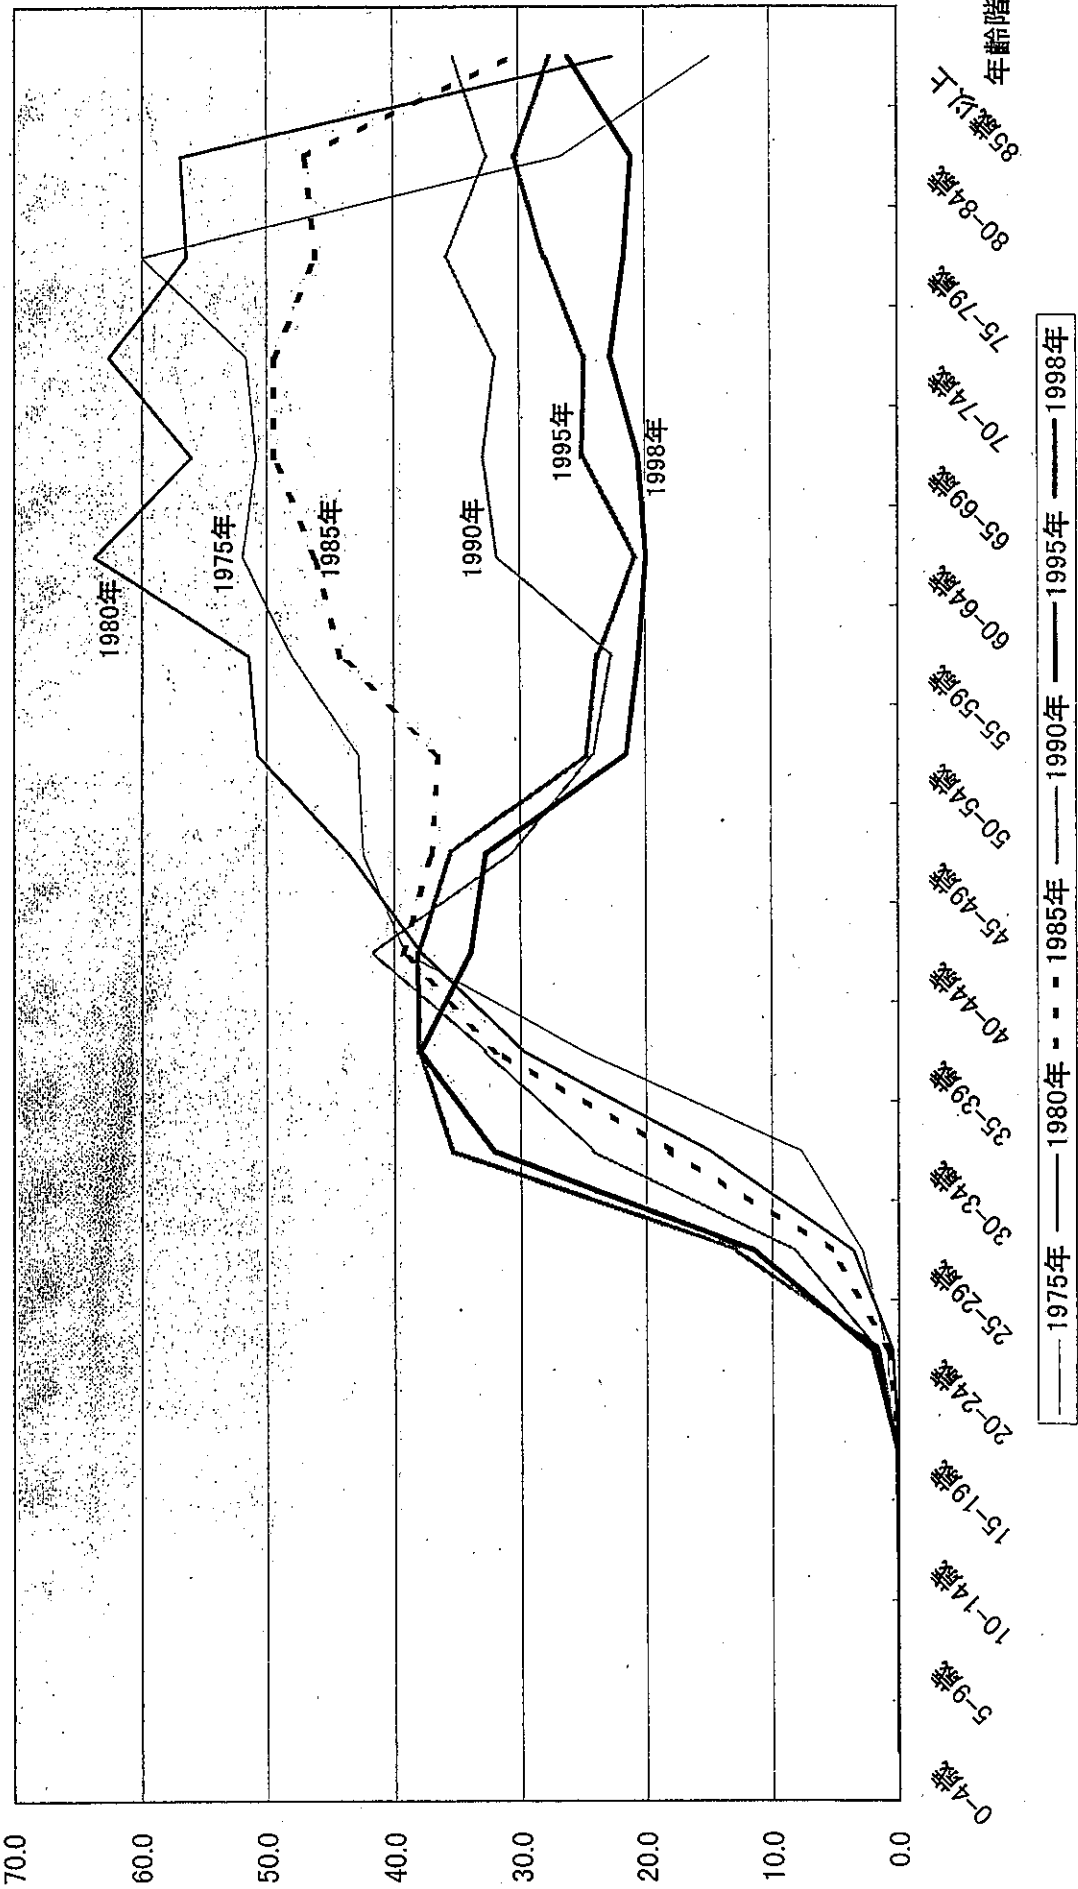 70.0
60.0
50.0
40.0
30.0
20.0
10.0
0.0
1980年
1975年
1985年
1990年
1995年
1998年
0-4歳
5-9歳
10-14歳
15-19歳
20-24歳
25-29歳
30-34歳
35-39歳
40-44歳
45-49歳
50-54歳
55-59歳
60-64歳
65-69歳
70-74歳
75-79歳
80-84歳
85歳以上
年齢階
1975年 1980年 1985年 1990年 1995年 1998年